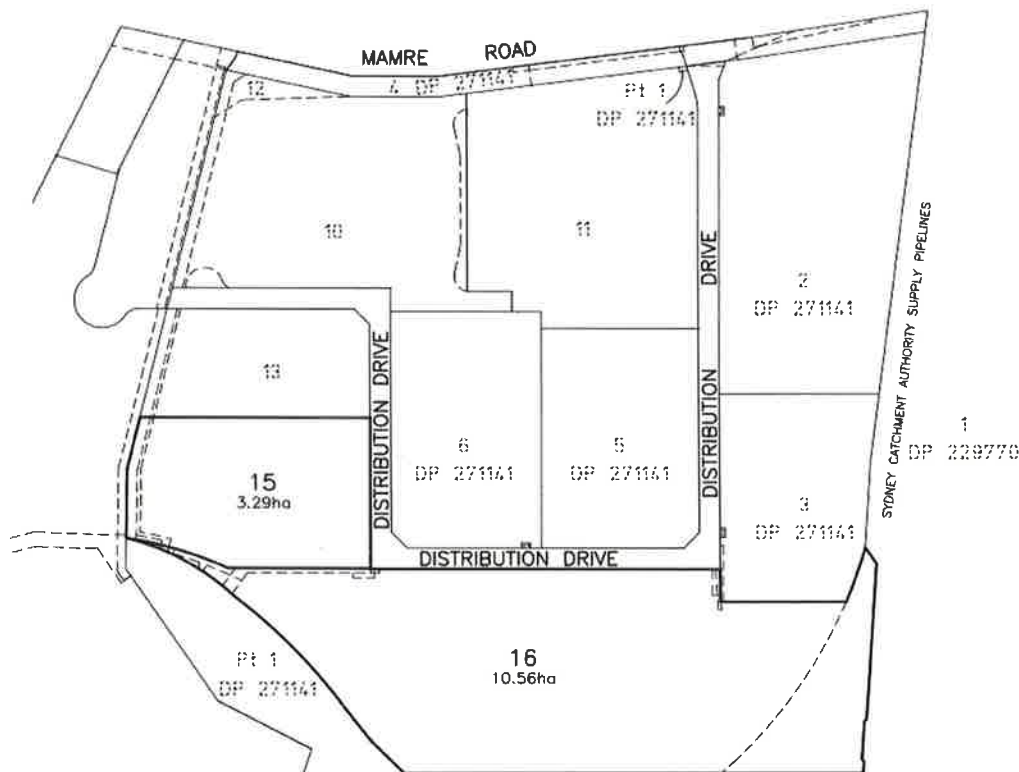 MAMRE ROAD
12
4 DP 271141
Pt 1
DP 271141
10
11
DISTRIBUTION DRIVE
2
DP 271141
SYDNEY CATCHMENT AUTHORITY SUPPLY PIPELINES
1
DP 229770
13
DISTRIBUTION DRIVE
6
DP 271141
5
DP 271141
15
3.29ha
3
DP 271141
DISTRIBUTION DRIVE
Pt 1
DP 271141
16
10.56ha